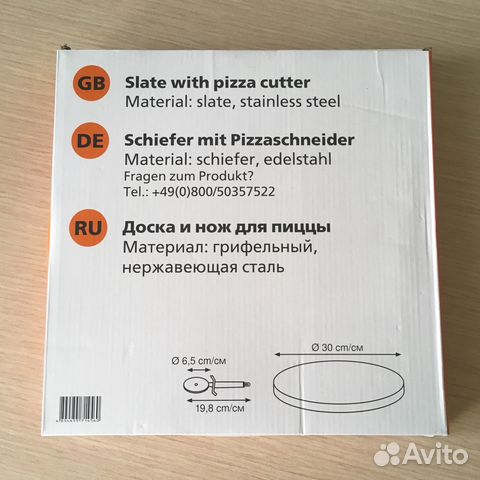 GB
Slate with pizza cutter
Material: slate, stainless steel
DE
Schiefer mit Pizzaschneider
Material: schiefer, edelstahl
Fragen zum Produkt?
Tel.: +49(0)800/50357522
RU
Доска и нож для пиццы
Материал: грифельный,
нержавеющая сталь
Ø 6,5 cm/см
Ø 30 cm/см
19,8 cm/см
Avito